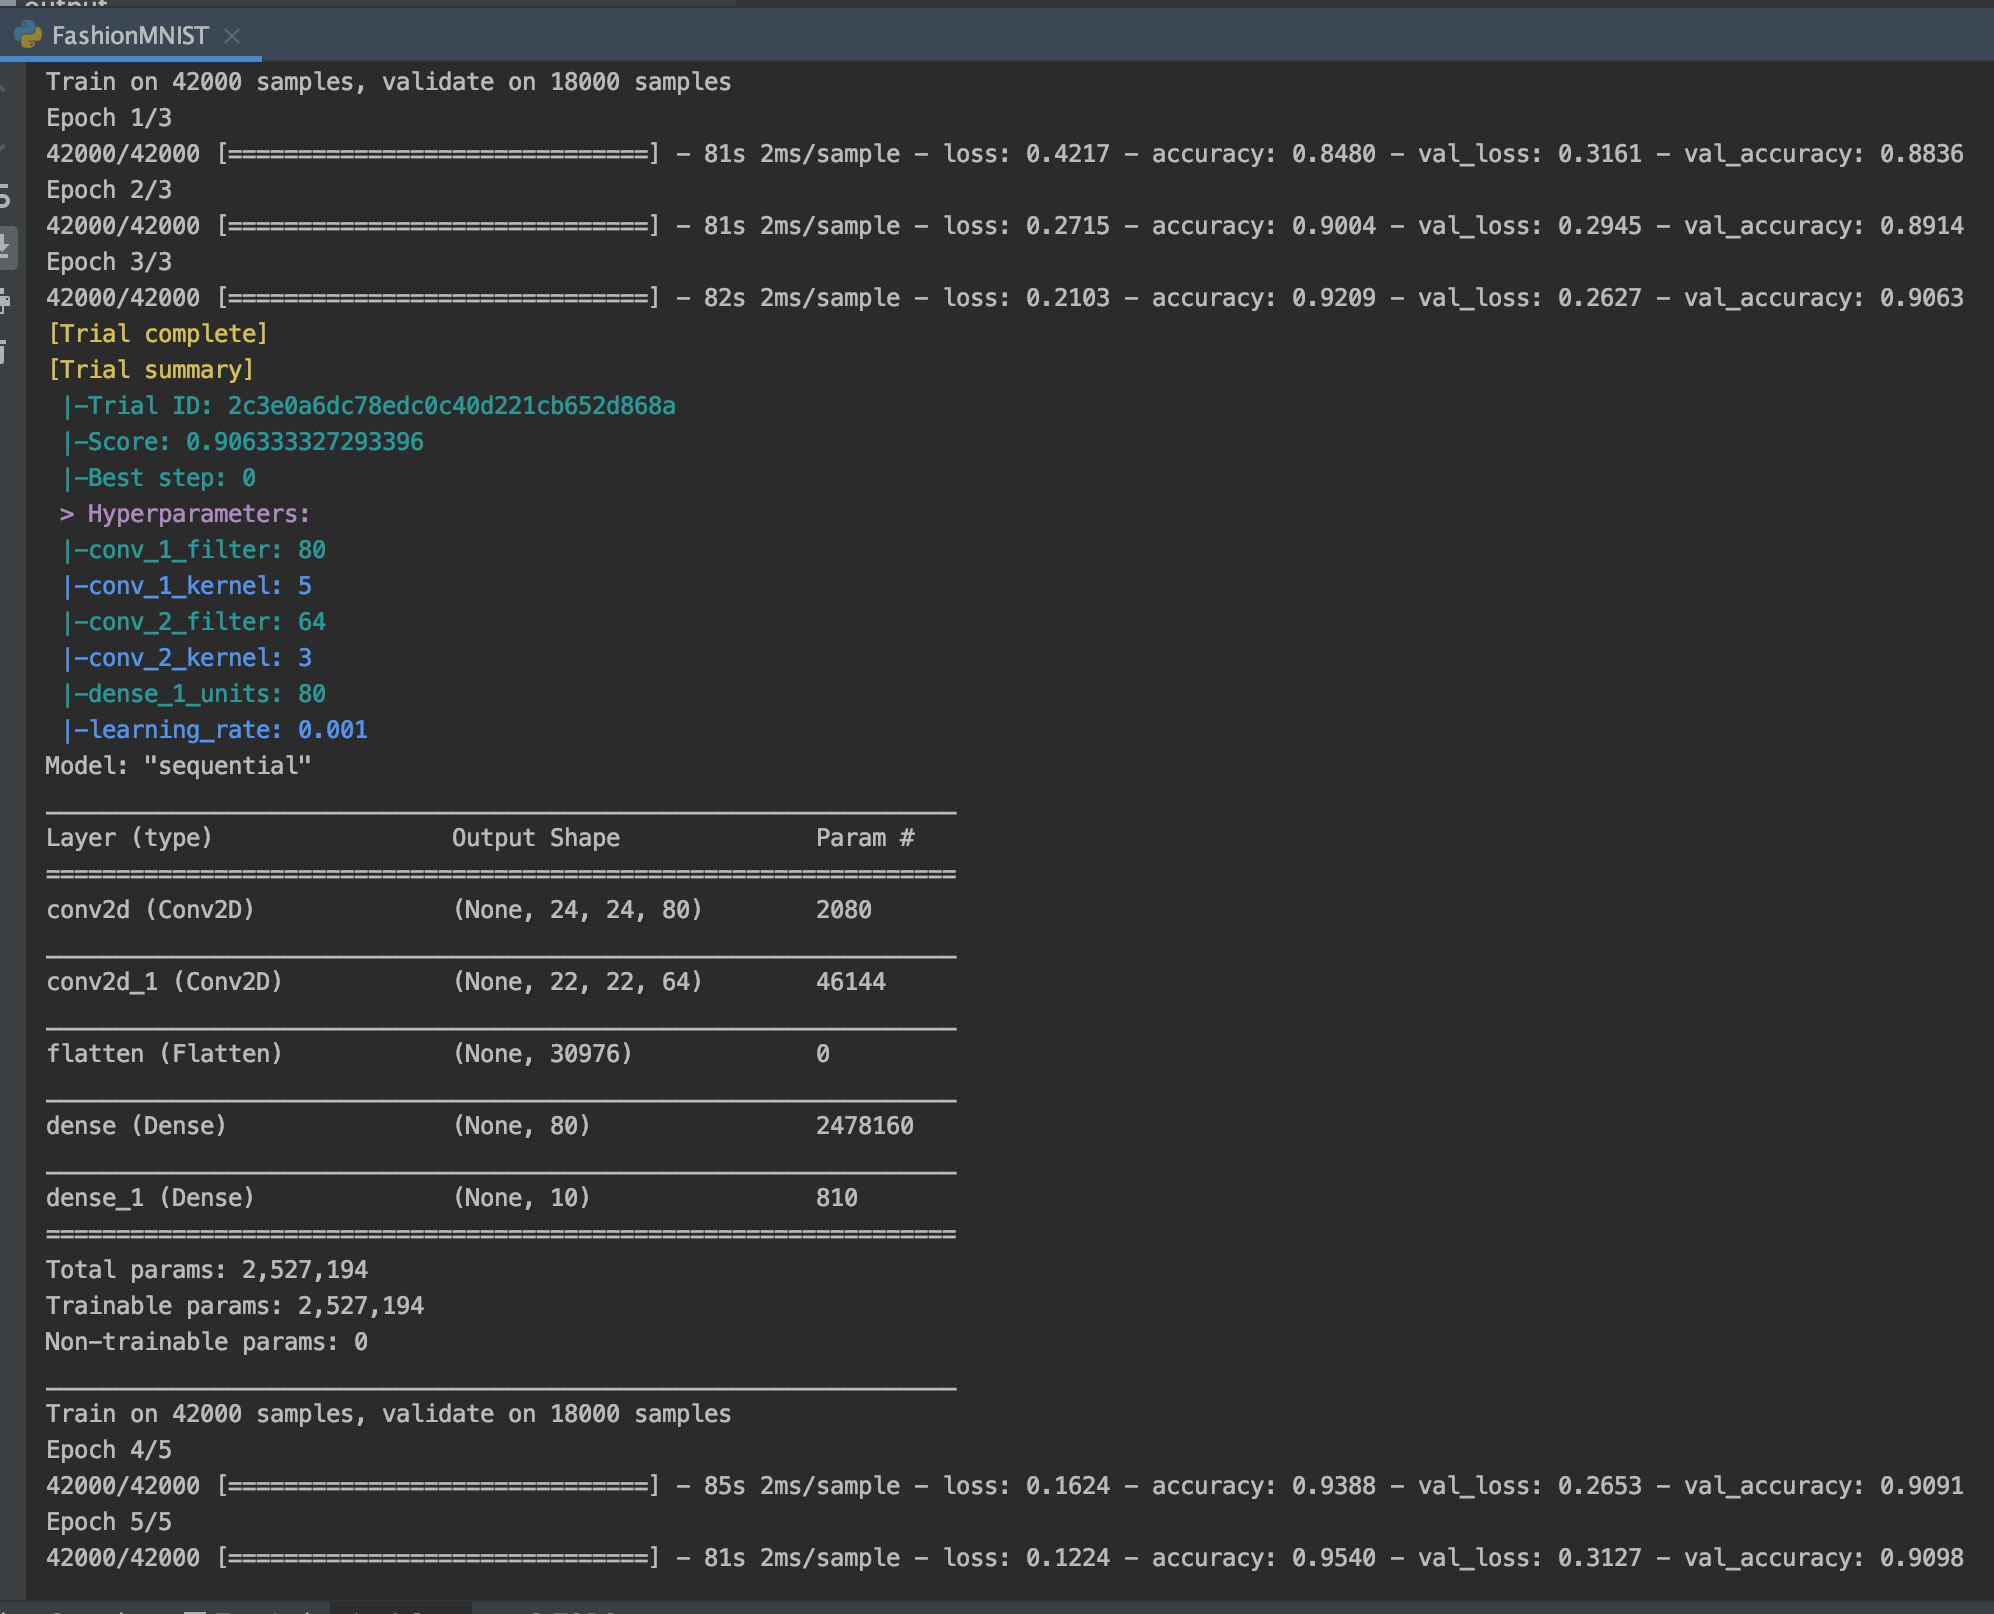 output
FashionMNIST
Train on 42000 samples, validate on 18000 samples
Epoch 1/3
42000/42000 [==============================] - 81s 2ms/sample - loss: 0.4217 - accuracy: 0.8480 - val_loss: 0.3161 - val_accuracy: 0.8836
Epoch 2/3
42000/42000 [==============================] - 81s 2ms/sample - loss: 0.2715 - accuracy: 0.9004 - val_loss: 0.2945 - val_accuracy: 0.8914
Epoch 3/3
42000/42000 [==============================] - 82s 2ms/sample - loss: 0.2103 - accuracy: 0.9209 - val_loss: 0.2627 - val_accuracy: 0.9063
[Trial complete]
[Trial summary]
|-Trial ID: 2c3e0a6dc78edc0c40d221cb652d868a
|-Score: 0.906333327293396
|-Best step: 0
> Hyperparameters:
|-conv_1_filter: 80
|-conv_1_kernel: 5
|-conv_2_filter: 64
|-conv_2_kernel: 3
|-dense_1_units: 80
|-learning_rate: 0.001
Model: "sequential"
_________________________________________________________________
Layer (type)                 Output Shape              Param #
=================================================================
conv2d (Conv2D)              (None, 24, 24, 80)        2080
_________________________________________________________________
conv2d_1 (Conv2D)            (None, 22, 22, 64)        46144
_________________________________________________________________
flatten (Flatten)            (None, 30976)             0
_________________________________________________________________
dense (Dense)                (None, 80)                2478160
_________________________________________________________________
dense_1 (Dense)              (None, 10)                810
=================================================================
Total params: 2,527,194
Trainable params: 2,527,194
Non-trainable params: 0
_________________________________________________________________
Train on 42000 samples, validate on 18000 samples
Epoch 4/5
42000/42000 [==============================] - 85s 2ms/sample - loss: 0.1624 - accuracy: 0.9388 - val_loss: 0.2653 - val_accuracy: 0.9091
Epoch 5/5
42000/42000 [==============================] - 81s 2ms/sample - loss: 0.1224 - accuracy: 0.9540 - val_loss: 0.3127 - val_accuracy: 0.9098